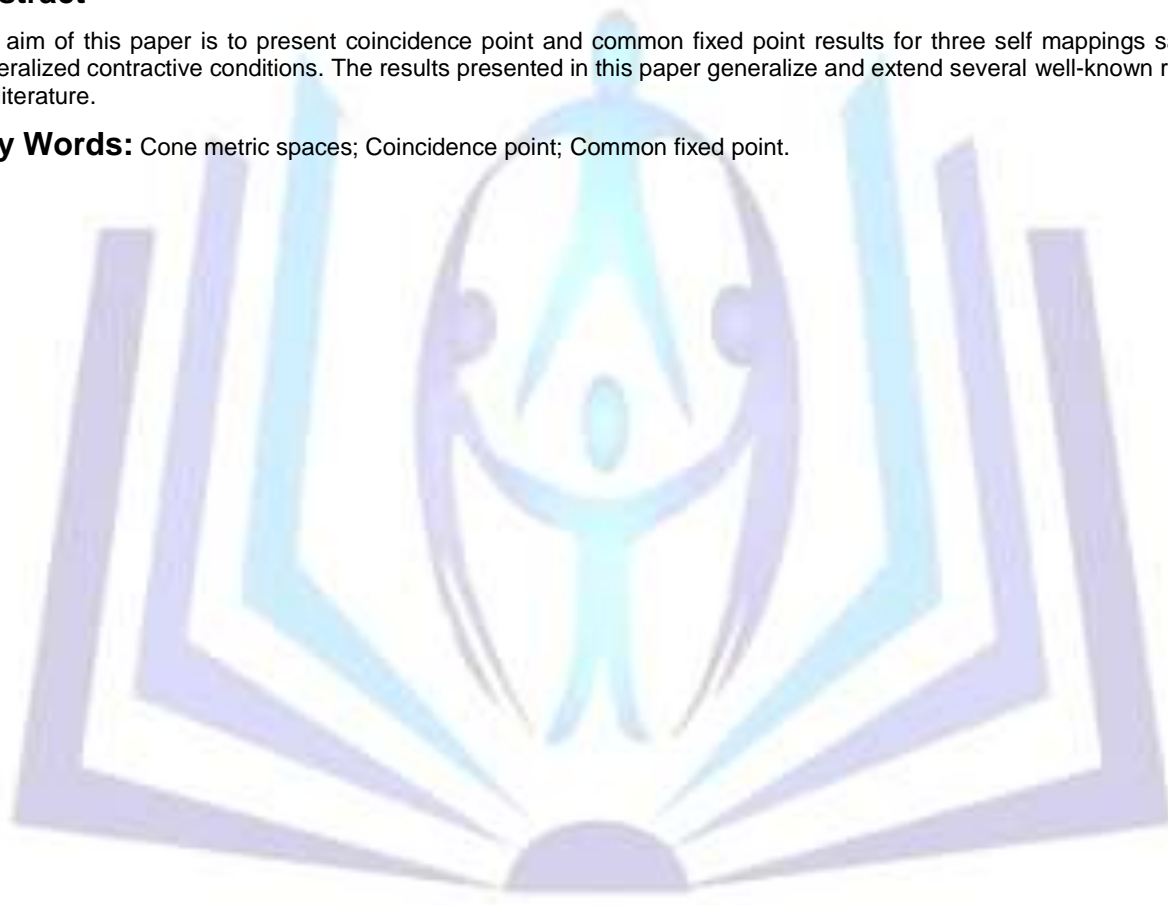 stract
aim of this paper is to present coincidence point and common fixed point results for three self mappings s
eralized contractive conditions. The results presented in this paper generalize and extend several well-known r
iterature.
y Words: Cone metric spaces; Coincidence point; Common fixed point.